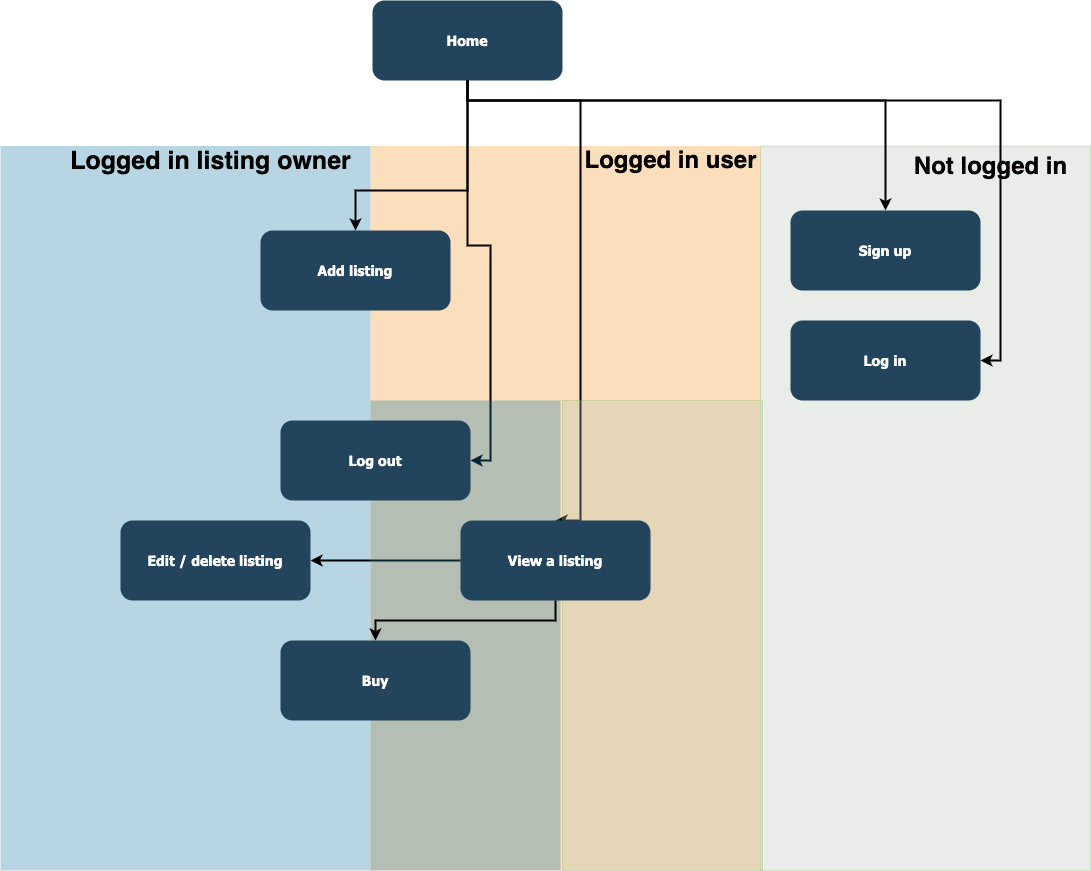 Home
Logged in listing owner
Logged in user
Not logged in
Add listing
Sign up
Log in
Log out
Edit / delete listing
View a listing
Buy